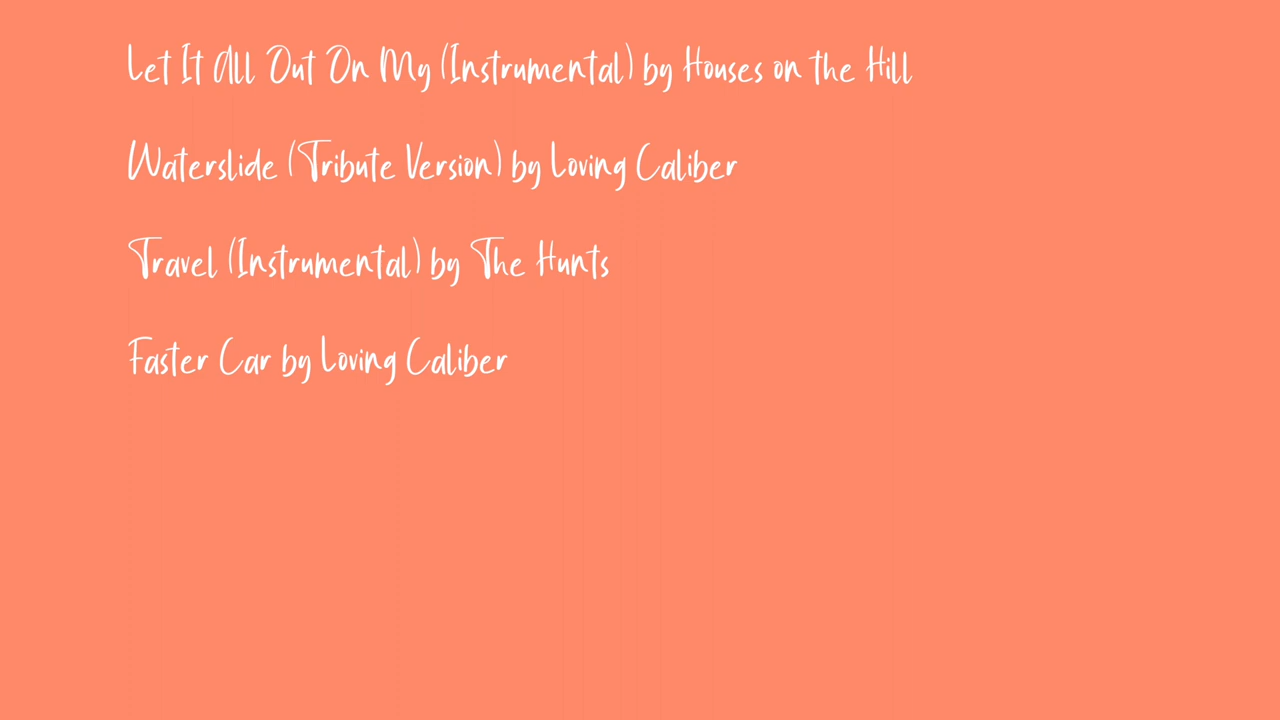 Let It All Out On My (Instrumental) by Houses on the Hill
Waterslide (Tribute Version) by Loving Caliber
Travel (Instrumental) by The Hunts
Faster Car by Loving Caliber